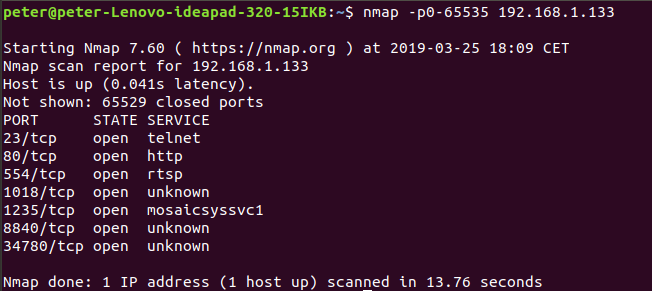 peter@peter-Lenovo-ideapad-320-15IKB:~$ nmap -p0-65535 192.168.1.133
Starting Nmap 7.60 ( https://nmap.org ) at 2019-03-25 18:09 CET
Nmap scan report for 192.168.1.133
Host is up (0.041s latency).
Not shown: 65529 closed ports
PORT      STATE SERVICE
23/tcp    open  telnet
80/tcp    open  http
554/tcp   open  rtsp
1018/tcp  open  unknown
1235/tcp  open  mosaicsyssvc1
8840/tcp  open  unknown
34780/tcp open  unknown
Nmap done: 1 IP address (1 host up) scanned in 13.76 seconds